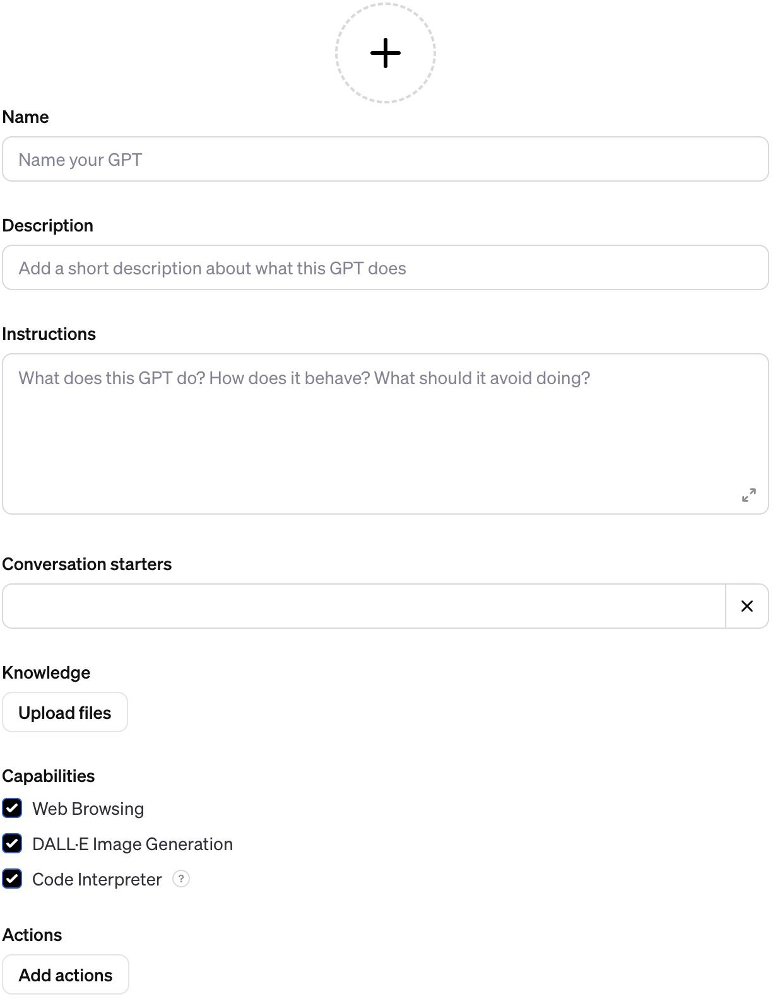 Name
Name your GPT
Description
Add a short description about what this GPT does
Instructions
What does this GPT do? How does it behave? What should it avoid doing?
Conversation starters
Knowledge
Upload files
Capabilities
Web Browsing
DALL·E Image Generation
Code Interpreter ?
Actions
Add actions